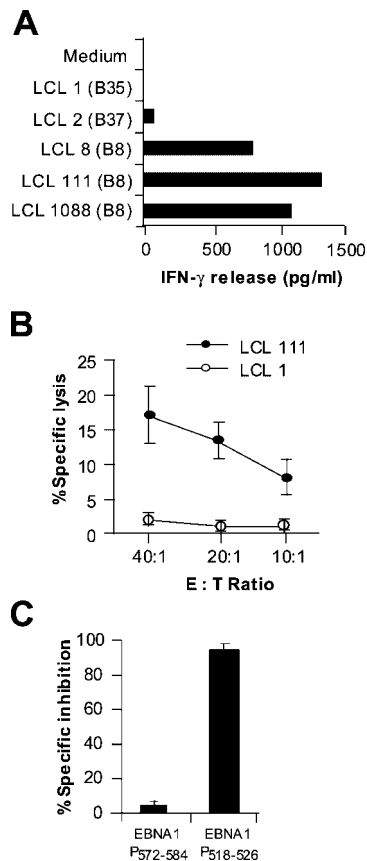 A
Medium
LCL 1 (B35)
LCL 2 (B37)
LCL 8 (B8)
LCL 111 (B8)
LCL 1088 (B8)
0 500 1000 1500
IFN-γ release (pg/ml)
B
LCL 111
LCL 1
%Specific lysis
25
20
15
10
5
0
40:1 20:1 10:1
E : T Ratio
C
%Specific inhibition
100
80
60
40
20
0
EBNA1 EBNA1
P572-584 P518-526